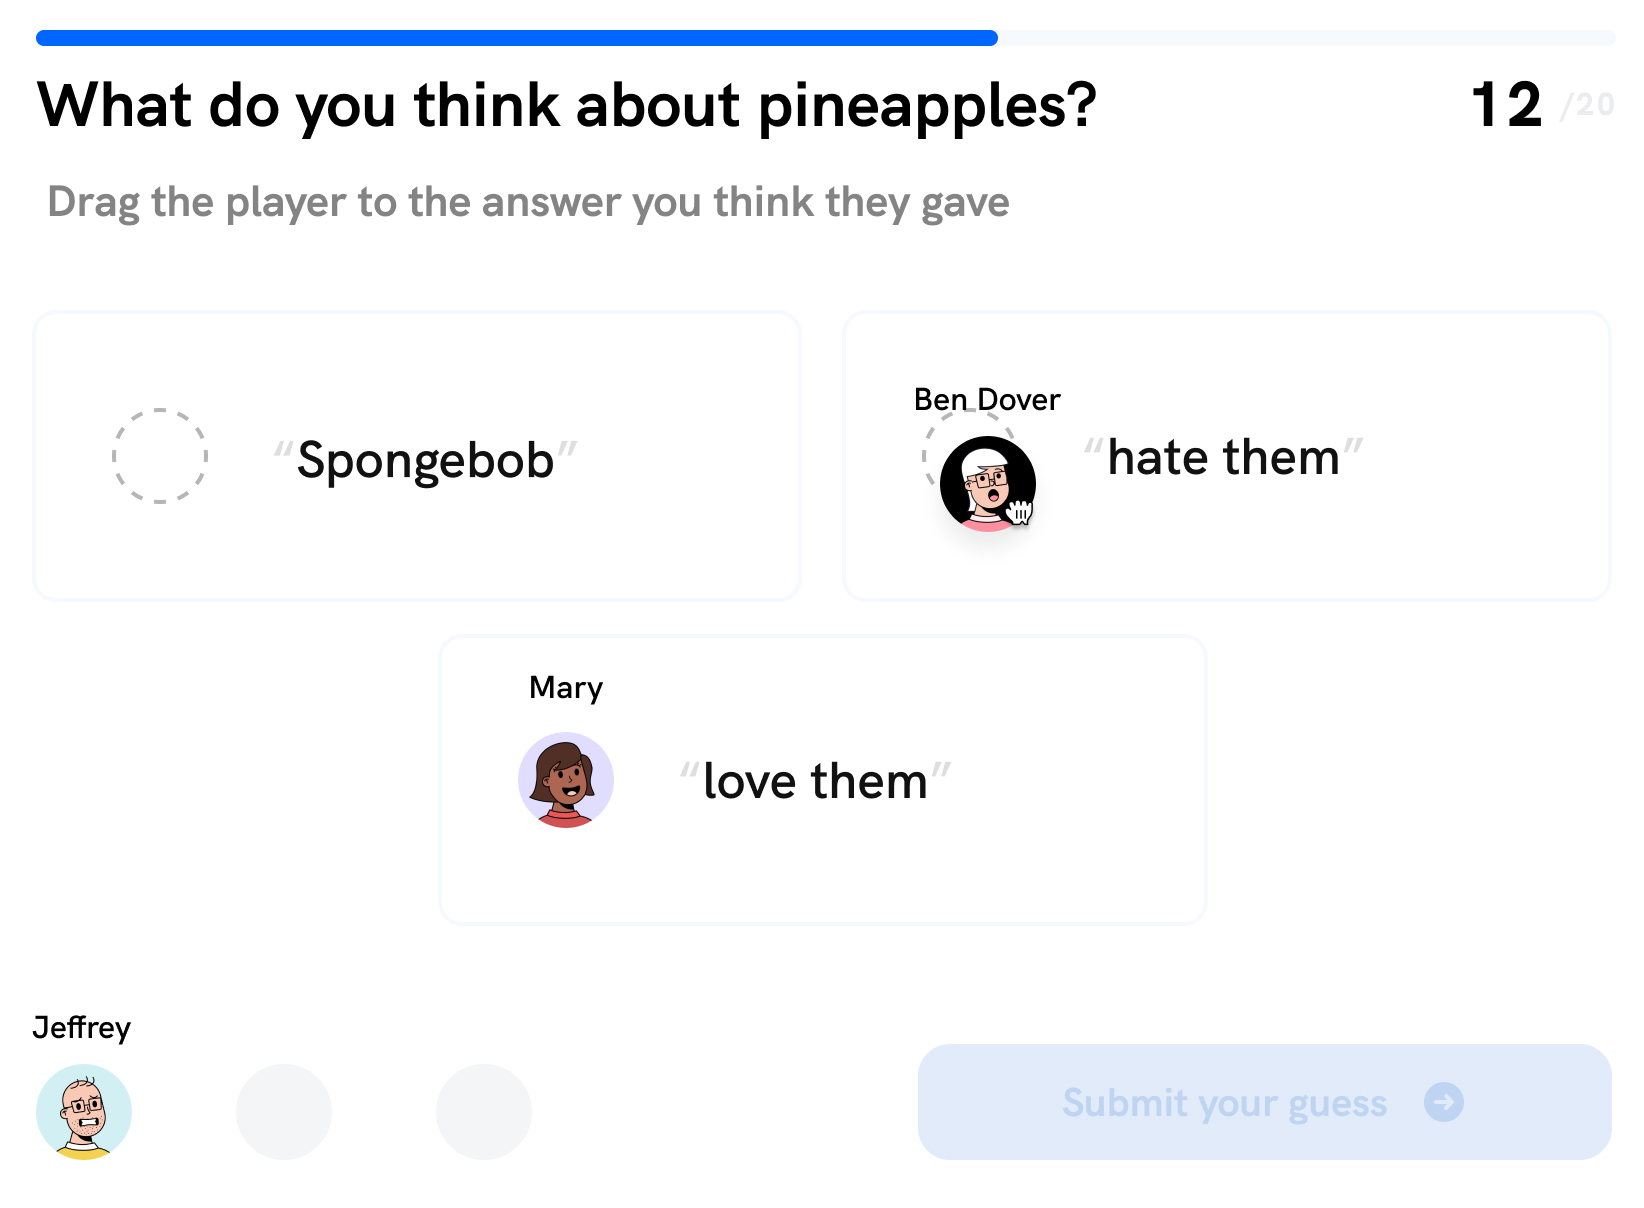 What do you think about pineapples?
12 /20
Drag the player to the answer you think they gave
“Spongebob”
Ben Dover
“hate them”
Mary
“love them”
Jeffrey
Submit your guess